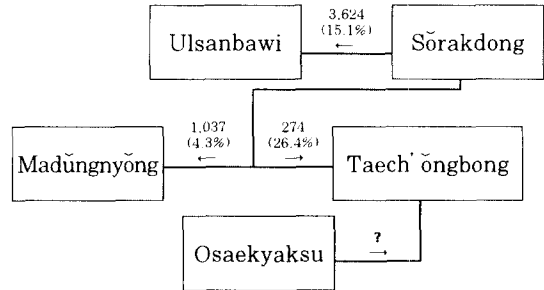 3,624
(15.1%)
←
Ulsanbawi
Sŏrakdong
1,037
(4.3%)
←
274
(26.4%)
→
Madŭngnyŏng
Taech'ŏngbong
?
→
Osaekyaksu